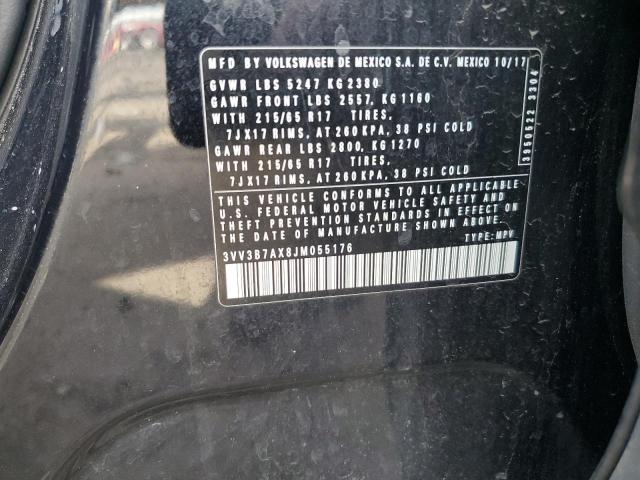 MFD BY VOLKSWAGEN DE MEXICO S.A. DE C.V. MEXICO 10/17
GVWR LBS 5247 KG 2380
GAWR FRONT LBS 2557, KG 1160
WITH 215/65 R17 TIRES.
7JX17 RIMS, AT 260 KPA, 38 PSI COLD
GAWR REAR LBS 2800, KG 1270
WITH 215/65 R17 TIRES.
7JX17 RIMS, AT 260 KPA, 38 PSI COLD
THIS VEHICLE CONFORMS TO ALL APPLICABLE
U.S. FEDERAL MOTOR VEHICLE SAFETY AND
THEFT PREVENTION STANDARDS IN EFFECT ON
THE DATE OF MANUFACTURE SHOWN ABOVE.
TYPE: MPV
3VV3B7AX8JM055176
3950522 3304